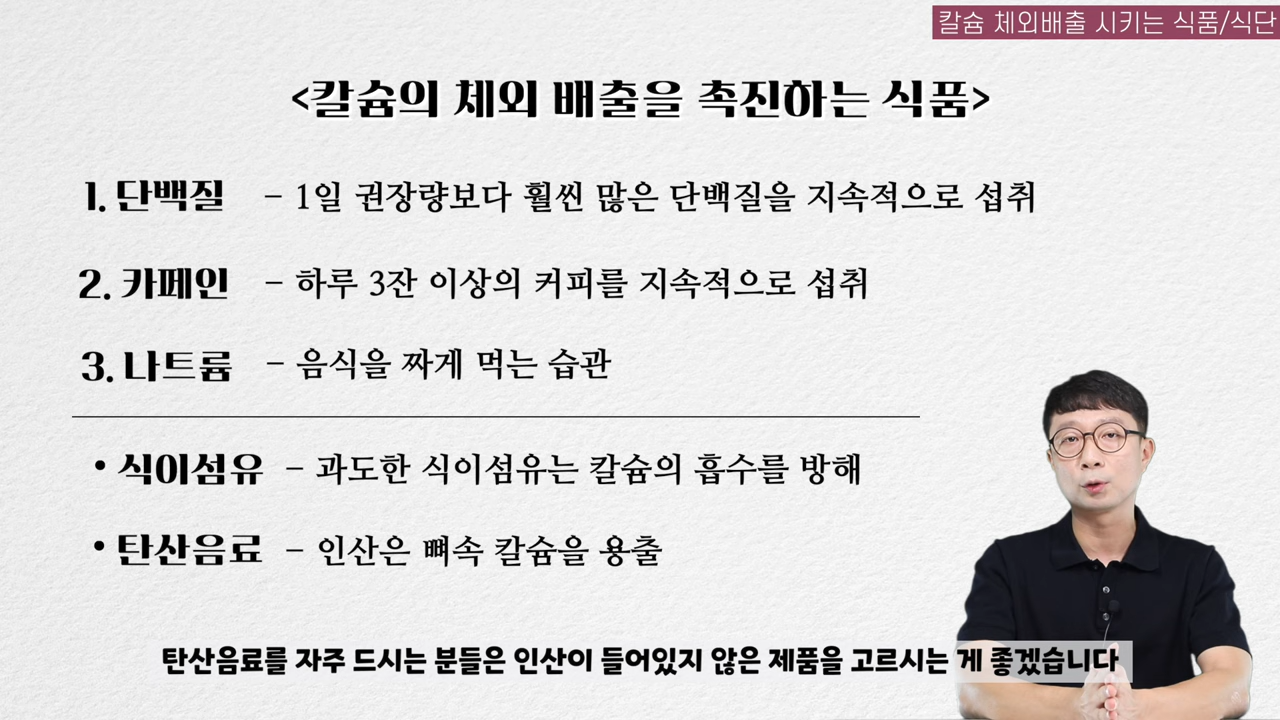 칼슘 체외배출 시키는 식품/식단
<칼슘의 체외 배출을 촉진하는 식품>
1. 단백질 – 1일 권장량보다 훨씬 많은 단백질을 지속적으로 섭취
2. 카페인 – 하루 3잔 이상의 커피를 지속적으로 섭취
3. 나트륨 – 음식을 짜게 먹는 습관
• 식이섬유 – 과도한 식이섬유는 칼슘의 흡수를 방해
• 탄산음료 – 인산은 뼈속 칼슘을 용출
탄산음료를 자주 드시는 분들은 인산이 들어있지 않은 제품을 고르시는 게 좋겠습니다